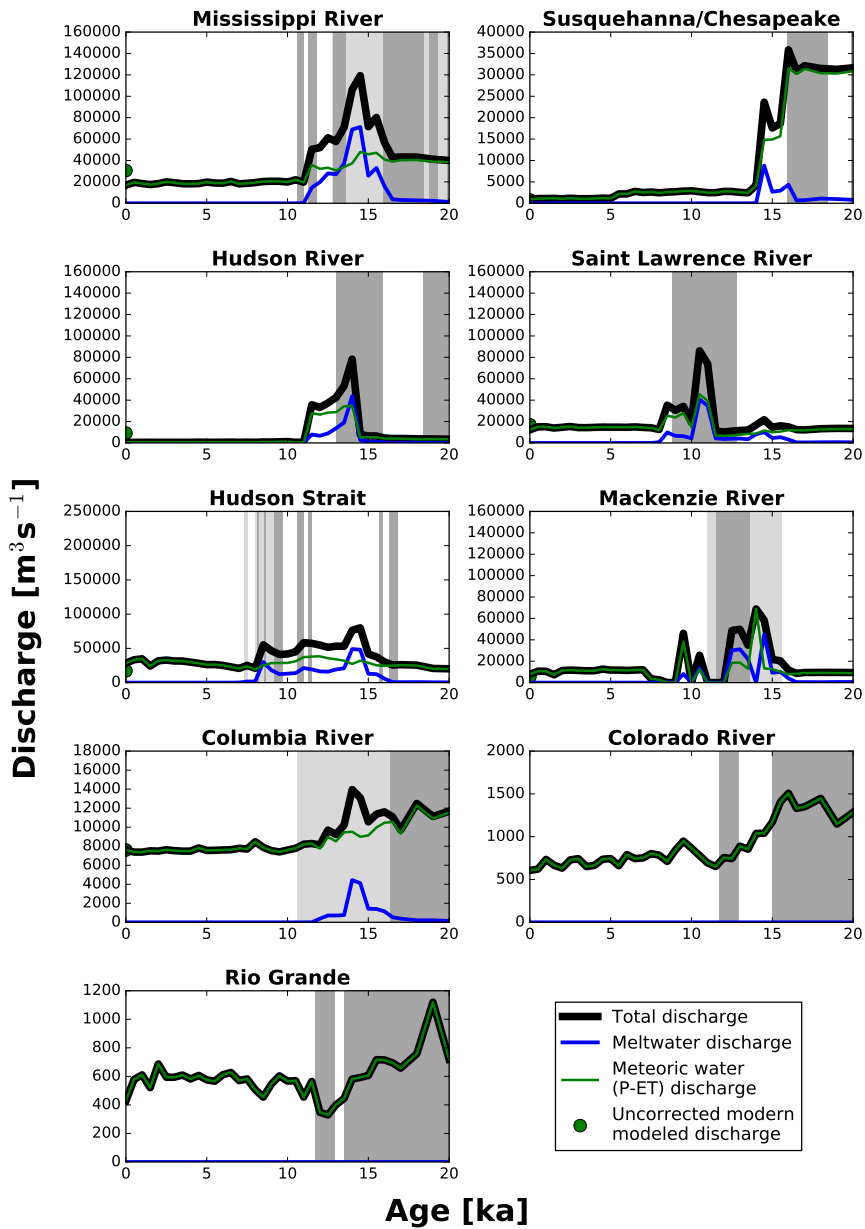 Mississippi River
160000
140000
120000
100000
80000
60000
40000
20000
0
0 5 10 15 20
Susquehanna/Chesapeake
40000
35000
30000
25000
20000
15000
10000
5000
0
0 5 10 15 20
Hudson River
160000
140000
120000
100000
80000
60000
40000
20000
0
0 5 10 15 20
Saint Lawrence River
160000
140000
120000
100000
80000
60000
40000
20000
0
0 5 10 15 20
Discharge [m³s⁻¹]
Hudson Strait
250000
200000
150000
100000
50000
0
0 5 10 15 20
Mackenzie River
160000
140000
120000
100000
80000
60000
40000
20000
0
0 5 10 15 20
Columbia River
18000
16000
14000
12000
10000
8000
6000
4000
2000
0
0 5 10 15 20
Colorado River
2000
1500
1000
500
0
0 5 10 15 20
Rio Grande
1200
1000
800
600
400
200
0
0 5 10 15 20
Total discharge
Meltwater discharge
Meteoric water
(P-ET) discharge
Uncorrected modern
modeled discharge
Age [ka]